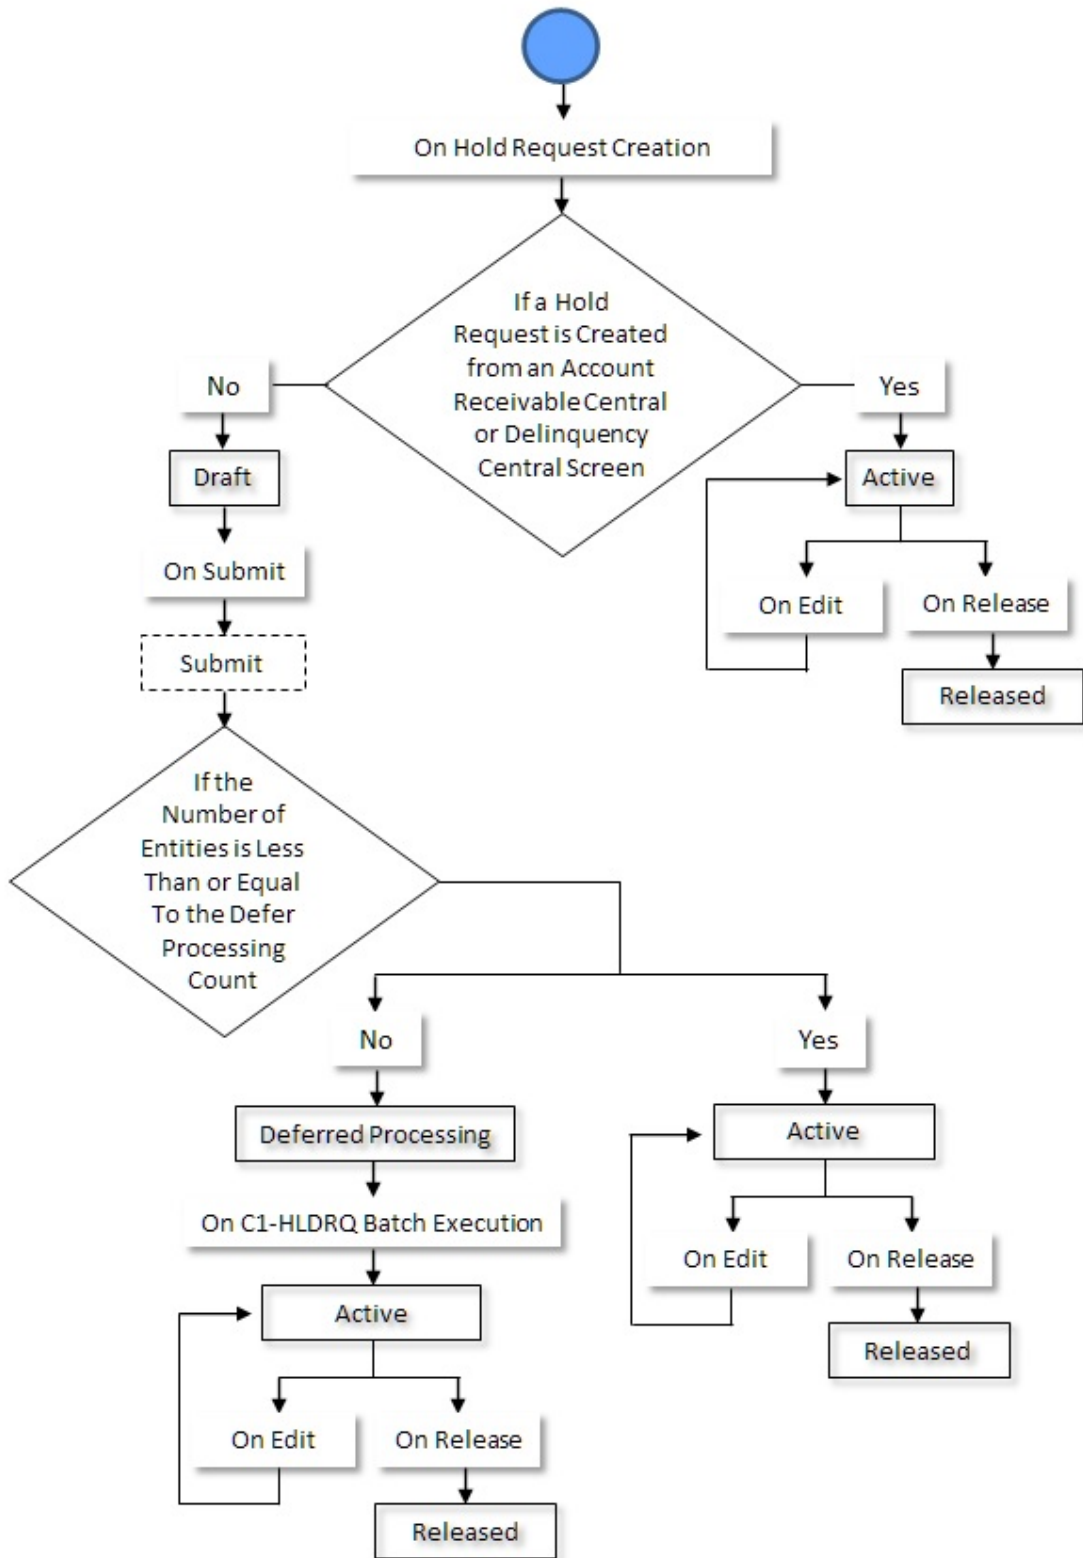 On Hold Request Creation
If a Hold
Request is Created
from an Account
Receivable Central
or Delinquency
Central Screen
No
Yes
Draft
Active
On Submit
On Edit
On Release
Submit
Released
If the
Number of
Entities is Less
Than or Equal
To the Defer
Processing
Count
No
Yes
Deferred Processing
Active
On C1-HLDRQ Batch Execution
On Edit
On Release
Active
Released
On Edit
On Release
Released